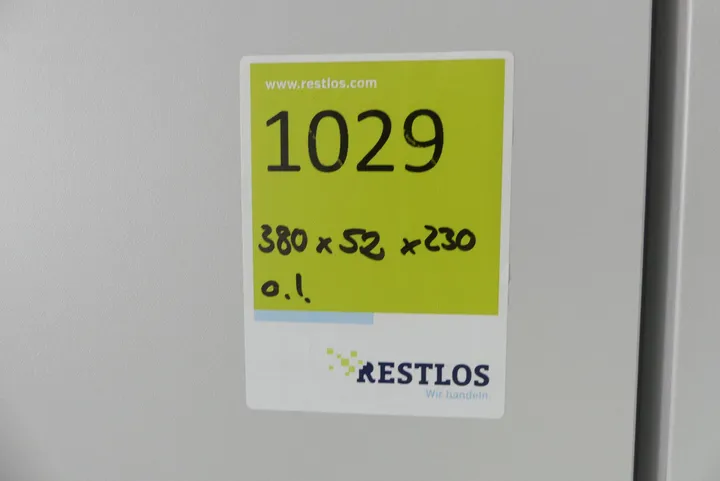 www.restlos.com
1029
380 x 52 x 230
o.l.
RESTLOS
Wir handeln.